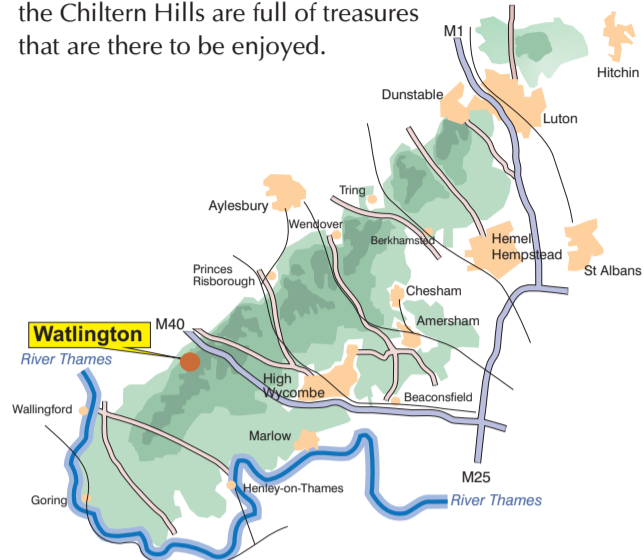 the Chiltern Hills are full of treasures
that are there to be enjoyed.
M1
Hitchin
Dunstable
Luton
Tring
Aylesbury
Wendover
Berkhamsted
Hemel
Hempstead
St Albans
Princes
Risborough
Chesham
Amersham
M40
Watlington
River Thames
High
Wycombe
Beaconsfield
Wallingford
Marlow
M25
Goring
Henley-on-Thames
River Thames